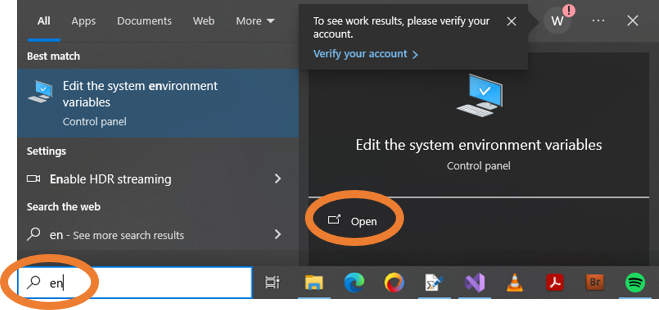 All Apps Documents Web More
To see work results, please verify your
account.
Verify your account
W
!
Best match
Edit the system environment
variables
Control panel
Settings
Enable HDR streaming
Search the web
en - See more search results
Edit the system environment variables
Control panel
Open
en
Br